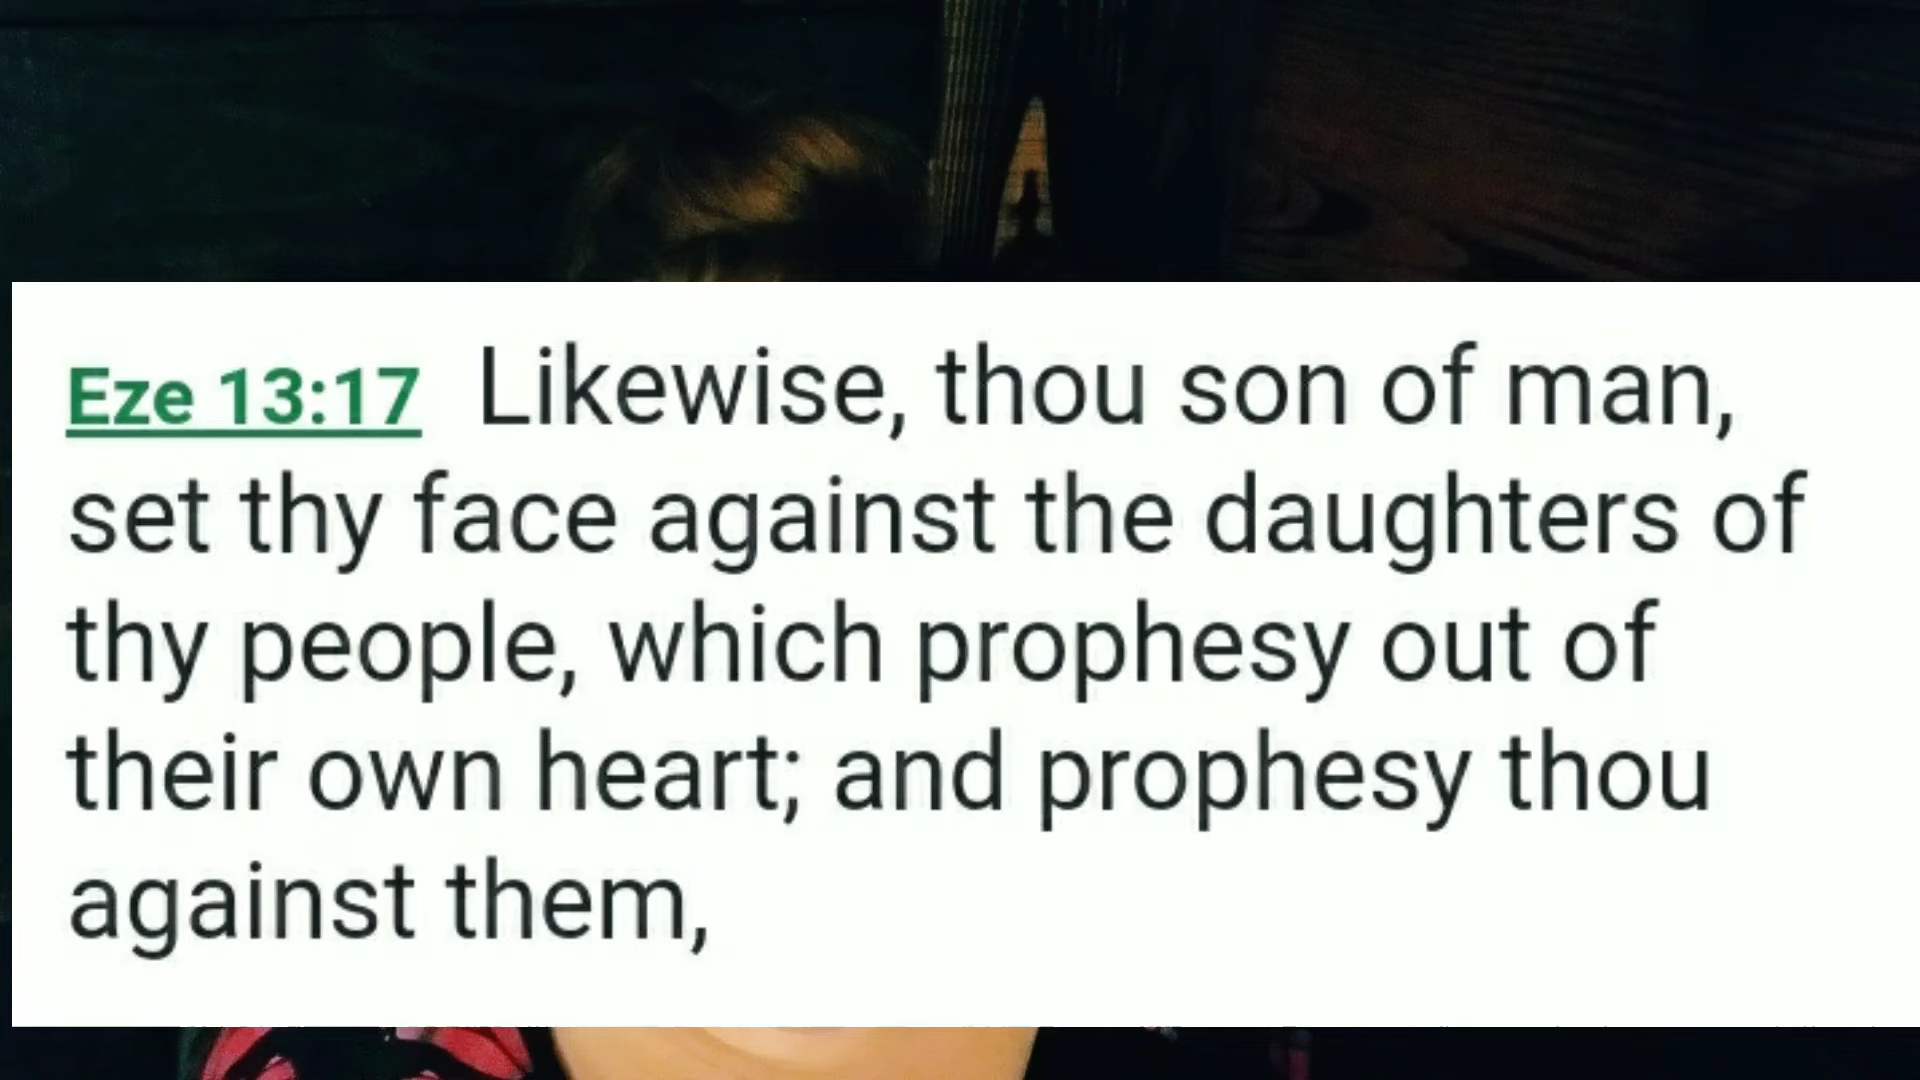 Eze 13:17 Likewise, thou son of man,
set thy face against the daughters of
thy people, which prophesy out of
their own heart; and prophesy thou
against them,